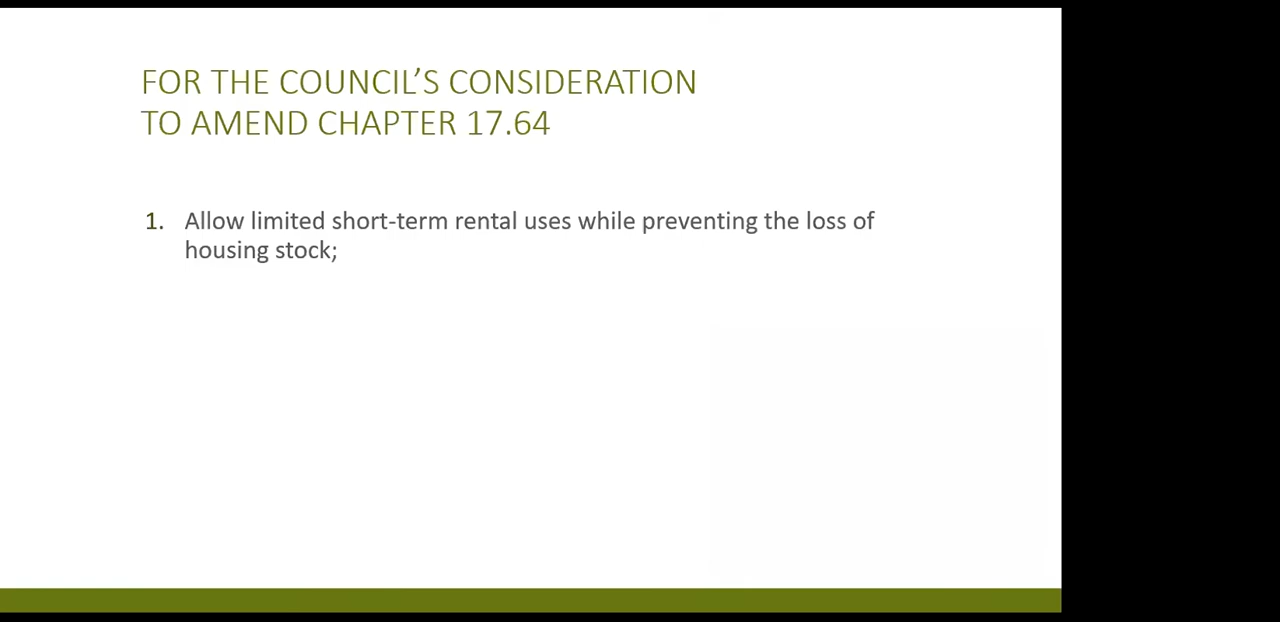 FOR THE COUNCIL’S CONSIDERATION
TO AMEND CHAPTER 17.64
1. Allow limited short-term rental uses while preventing the loss of
housing stock;